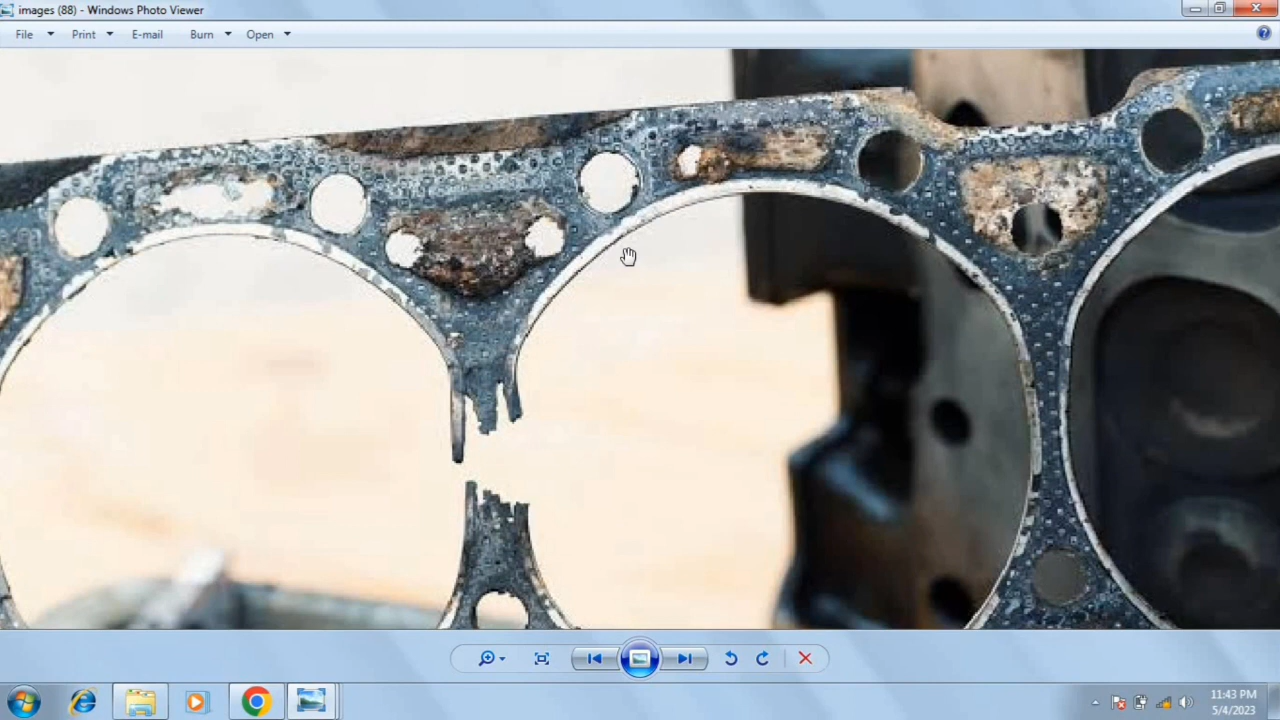 images (88) - Windows Photo Viewer
File Print E-mail Burn Open
11:43 PM
5/4/2023